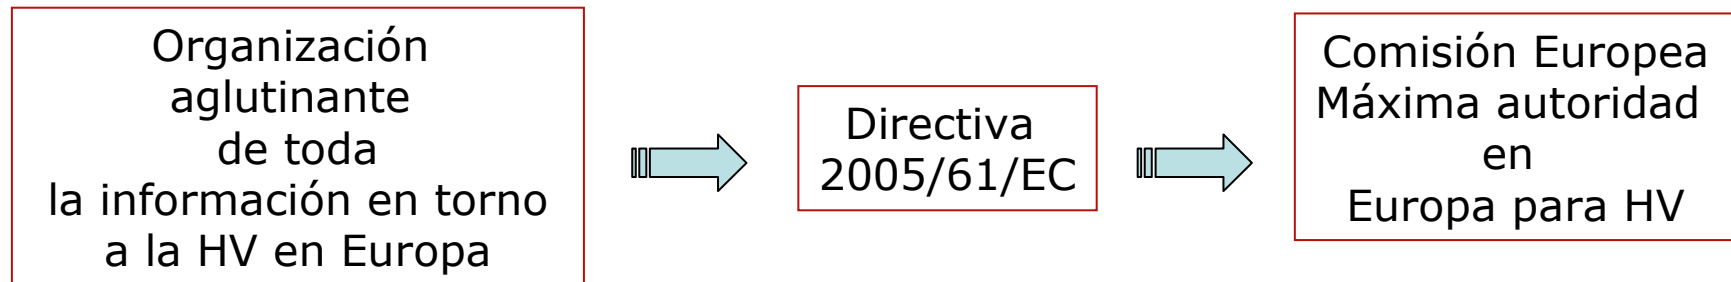 Organización
aglutinante
de toda
la información en torno
a la HV en Europa
Directiva
2005/61/EC
Comisión Europea
Máxima autoridad
en
Europa para HV